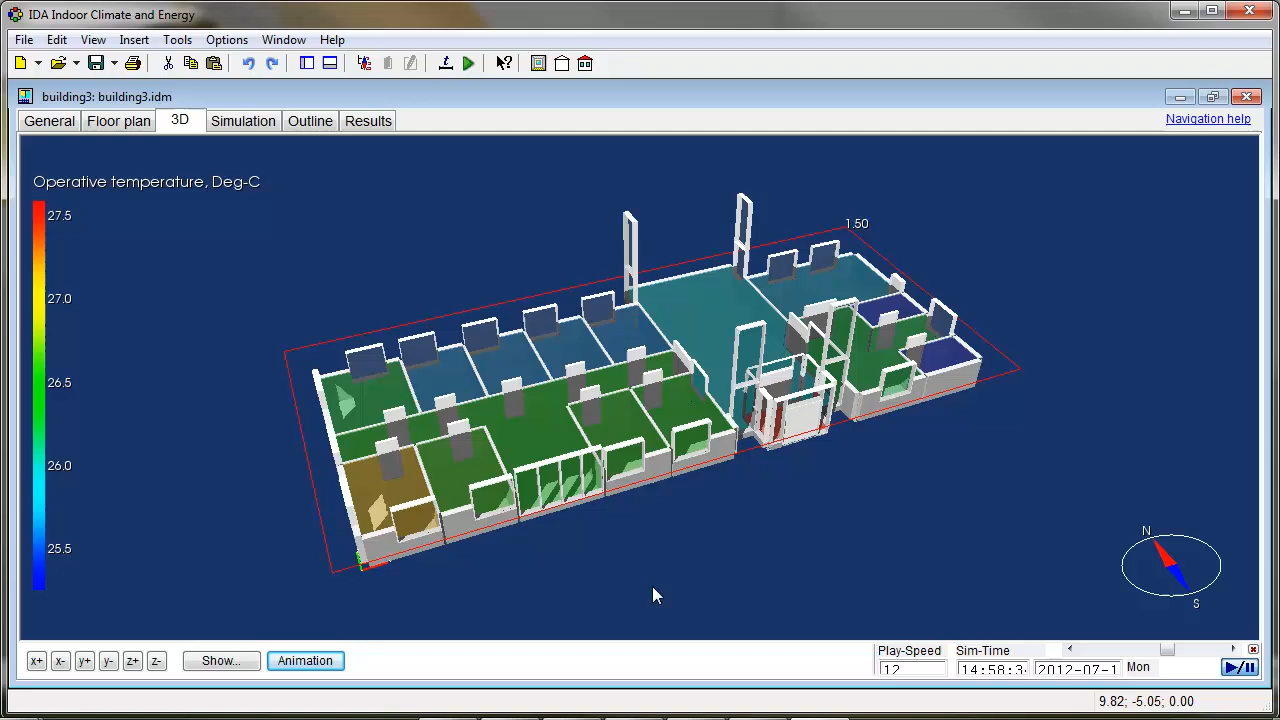 IDA Indoor Climate and Energy
File Edit View Insert Tools Options Window Help
building3: building3.idm
General Floor plan 3D Simulation Outline Results Navigation help
Operative temperature, Deg-C
27.5
27.0
26.5
26.0
25.5
1.50
N
S
x+ x- y+ y- z+ z- Show... Animation
Play-Speed Sim-Time
12 14:58:3 2012-07-1 Mon
9.82; -5.05; 0.00